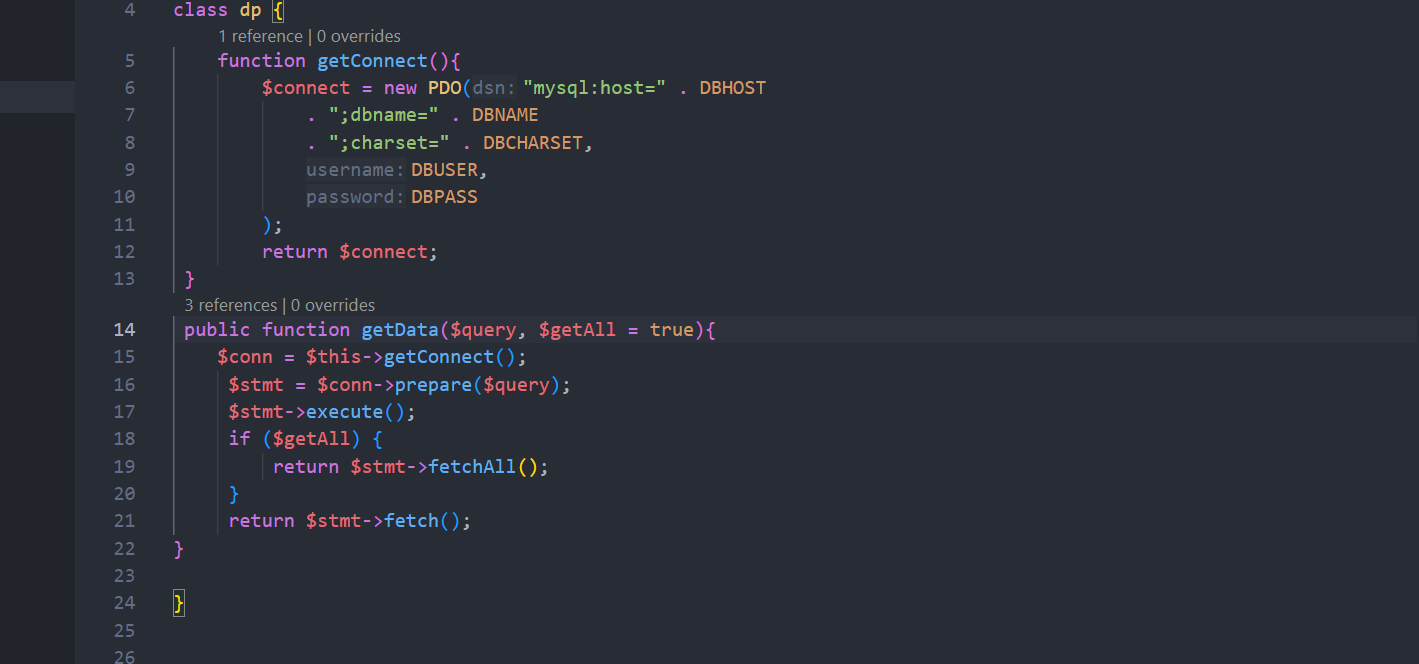 4 class dp {
1 reference | 0 overrides
5 function getConnect(){
6 $connect = new PDO(dsn: "mysql:host=" . DBHOST
7 . ";dbname=" . DBNAME
8 . ";charset=" . DBCHARSET,
9 username: DBUSER,
10 password: DBPASS
11 );
12 return $connect;
13 }
3 references | 0 overrides
14 public function getData($query, $getAll = true){
15 $conn = $this->getConnect();
16 $stmt = $conn->prepare($query);
17 $stmt->execute();
18 if ($getAll) {
19 return $stmt->fetchAll();
20 }
21 return $stmt->fetch();
22 }
23
24 }
25
26